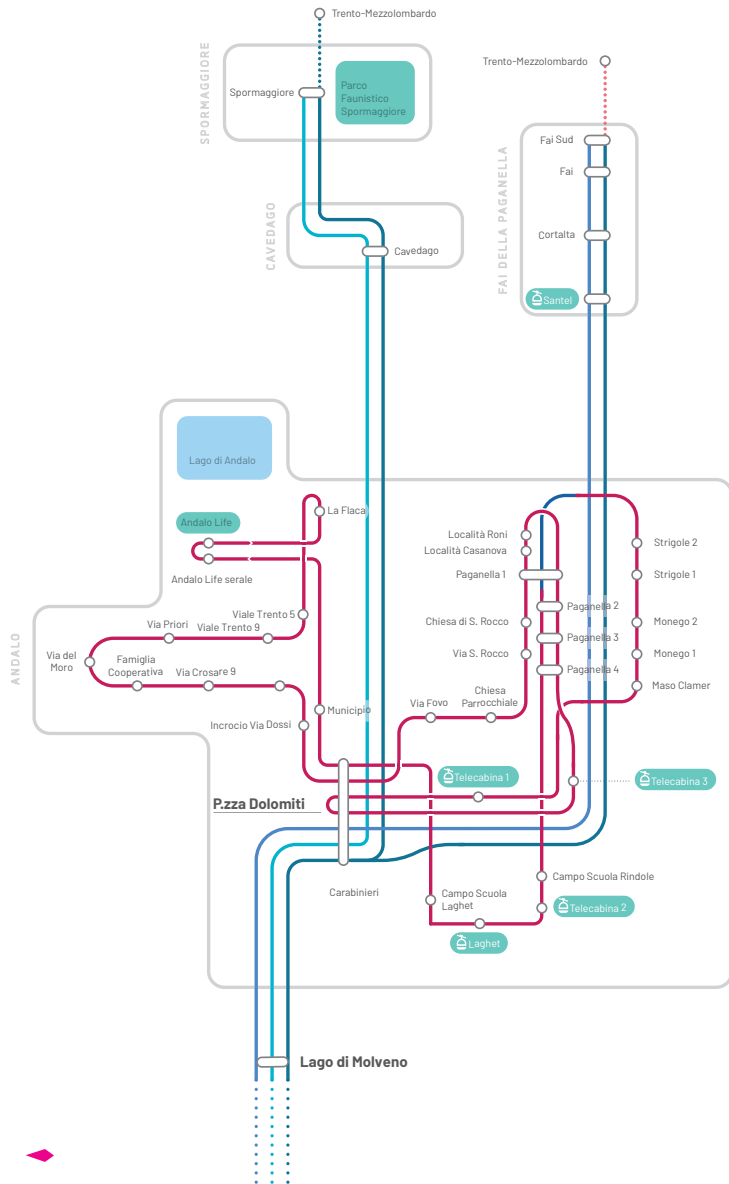 Trento-Mezzolombardo
SPORMAGGIORE
Spormaggiore
Parco
Faunistico
Spormaggiore
Trento-Mezzolombardo
FAI DELLA PAGANELLA
Fai Sud
Fai
Cortalta
Santel
CAVEDAGO
Cavedago
ANDALO
Lago di Andalo
La Flaca
Andalo Life
Andalo Life serale
Viale Trento 5
Via Priori
Viale Trento 9
Via del
Moro
Famiglia
Cooperativa
Via Crosare 9
Incrocio Via Dossi
Municipio
Località Roni
Località Casanova
Paganella 1
Paganella 2
Chiesa di S. Rocco
Paganella 3
Via S. Rocco
Paganella 4
Via Fovo
Chiesa
Parrocchiale
Strigole 2
Strigole 1
Monego 2
Monego 1
Maso Clamer
Telecabina 1
Telecabina 3
P.zza Dolomiti
Carabinieri
Campo Scuola
Laghet
Laghet
Campo Scuola Rindole
Telecabina 2
Lago di Molveno